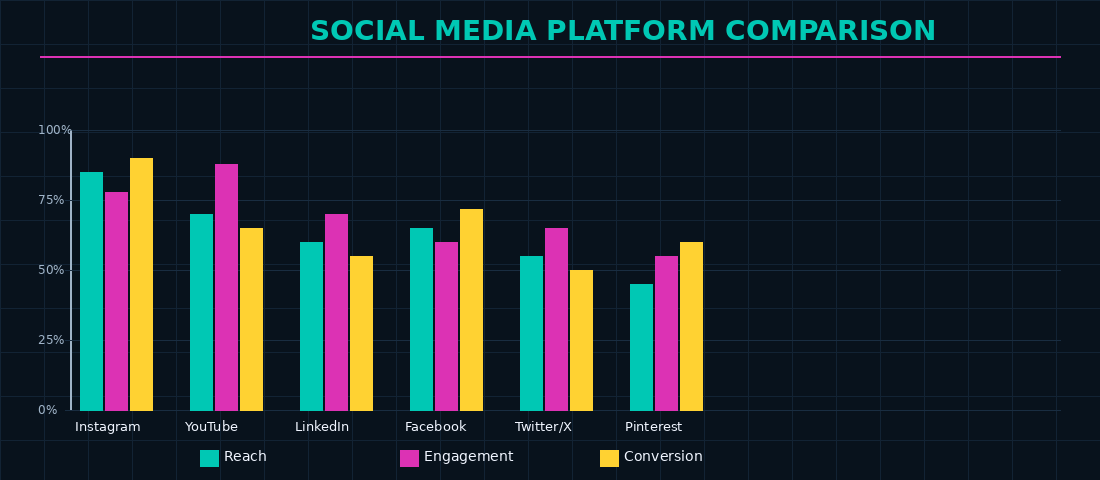 SOCIAL MEDIA PLATFORM COMPARISON
100%
75%
50%
25%
0%
Instagram YouTube LinkedIn Facebook Twitter/X Pinterest
Reach Engagement Conversion